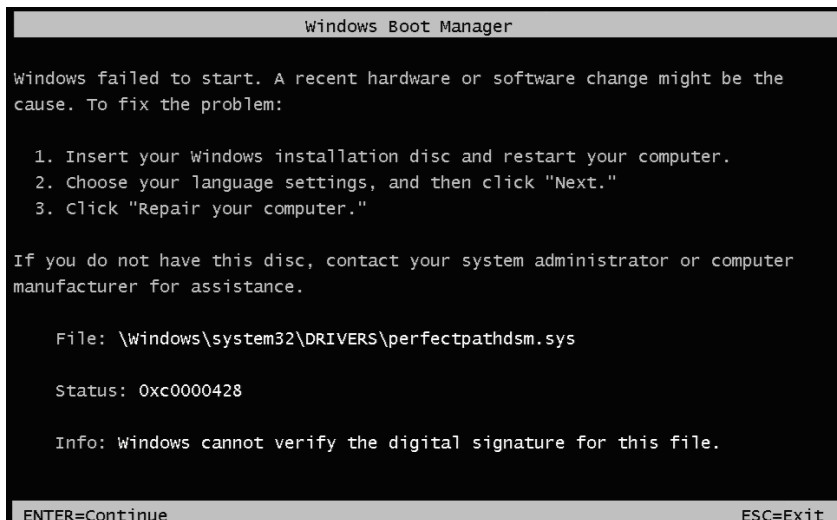 Windows Boot Manager
Windows failed to start. A recent hardware or software change might be the
cause. To fix the problem:
1. Insert your Windows installation disc and restart your computer.
2. Choose your language settings, and then click "Next."
3. Click "Repair your computer."
If you do not have this disc, contact your system administrator or computer
manufacturer for assistance.
File: \Windows\system32\DRIVERS\perfectpathdsm.sys
Status: 0xc0000428
Info: Windows cannot verify the digital signature for this file.
ENTER=Continue ESC=Exit